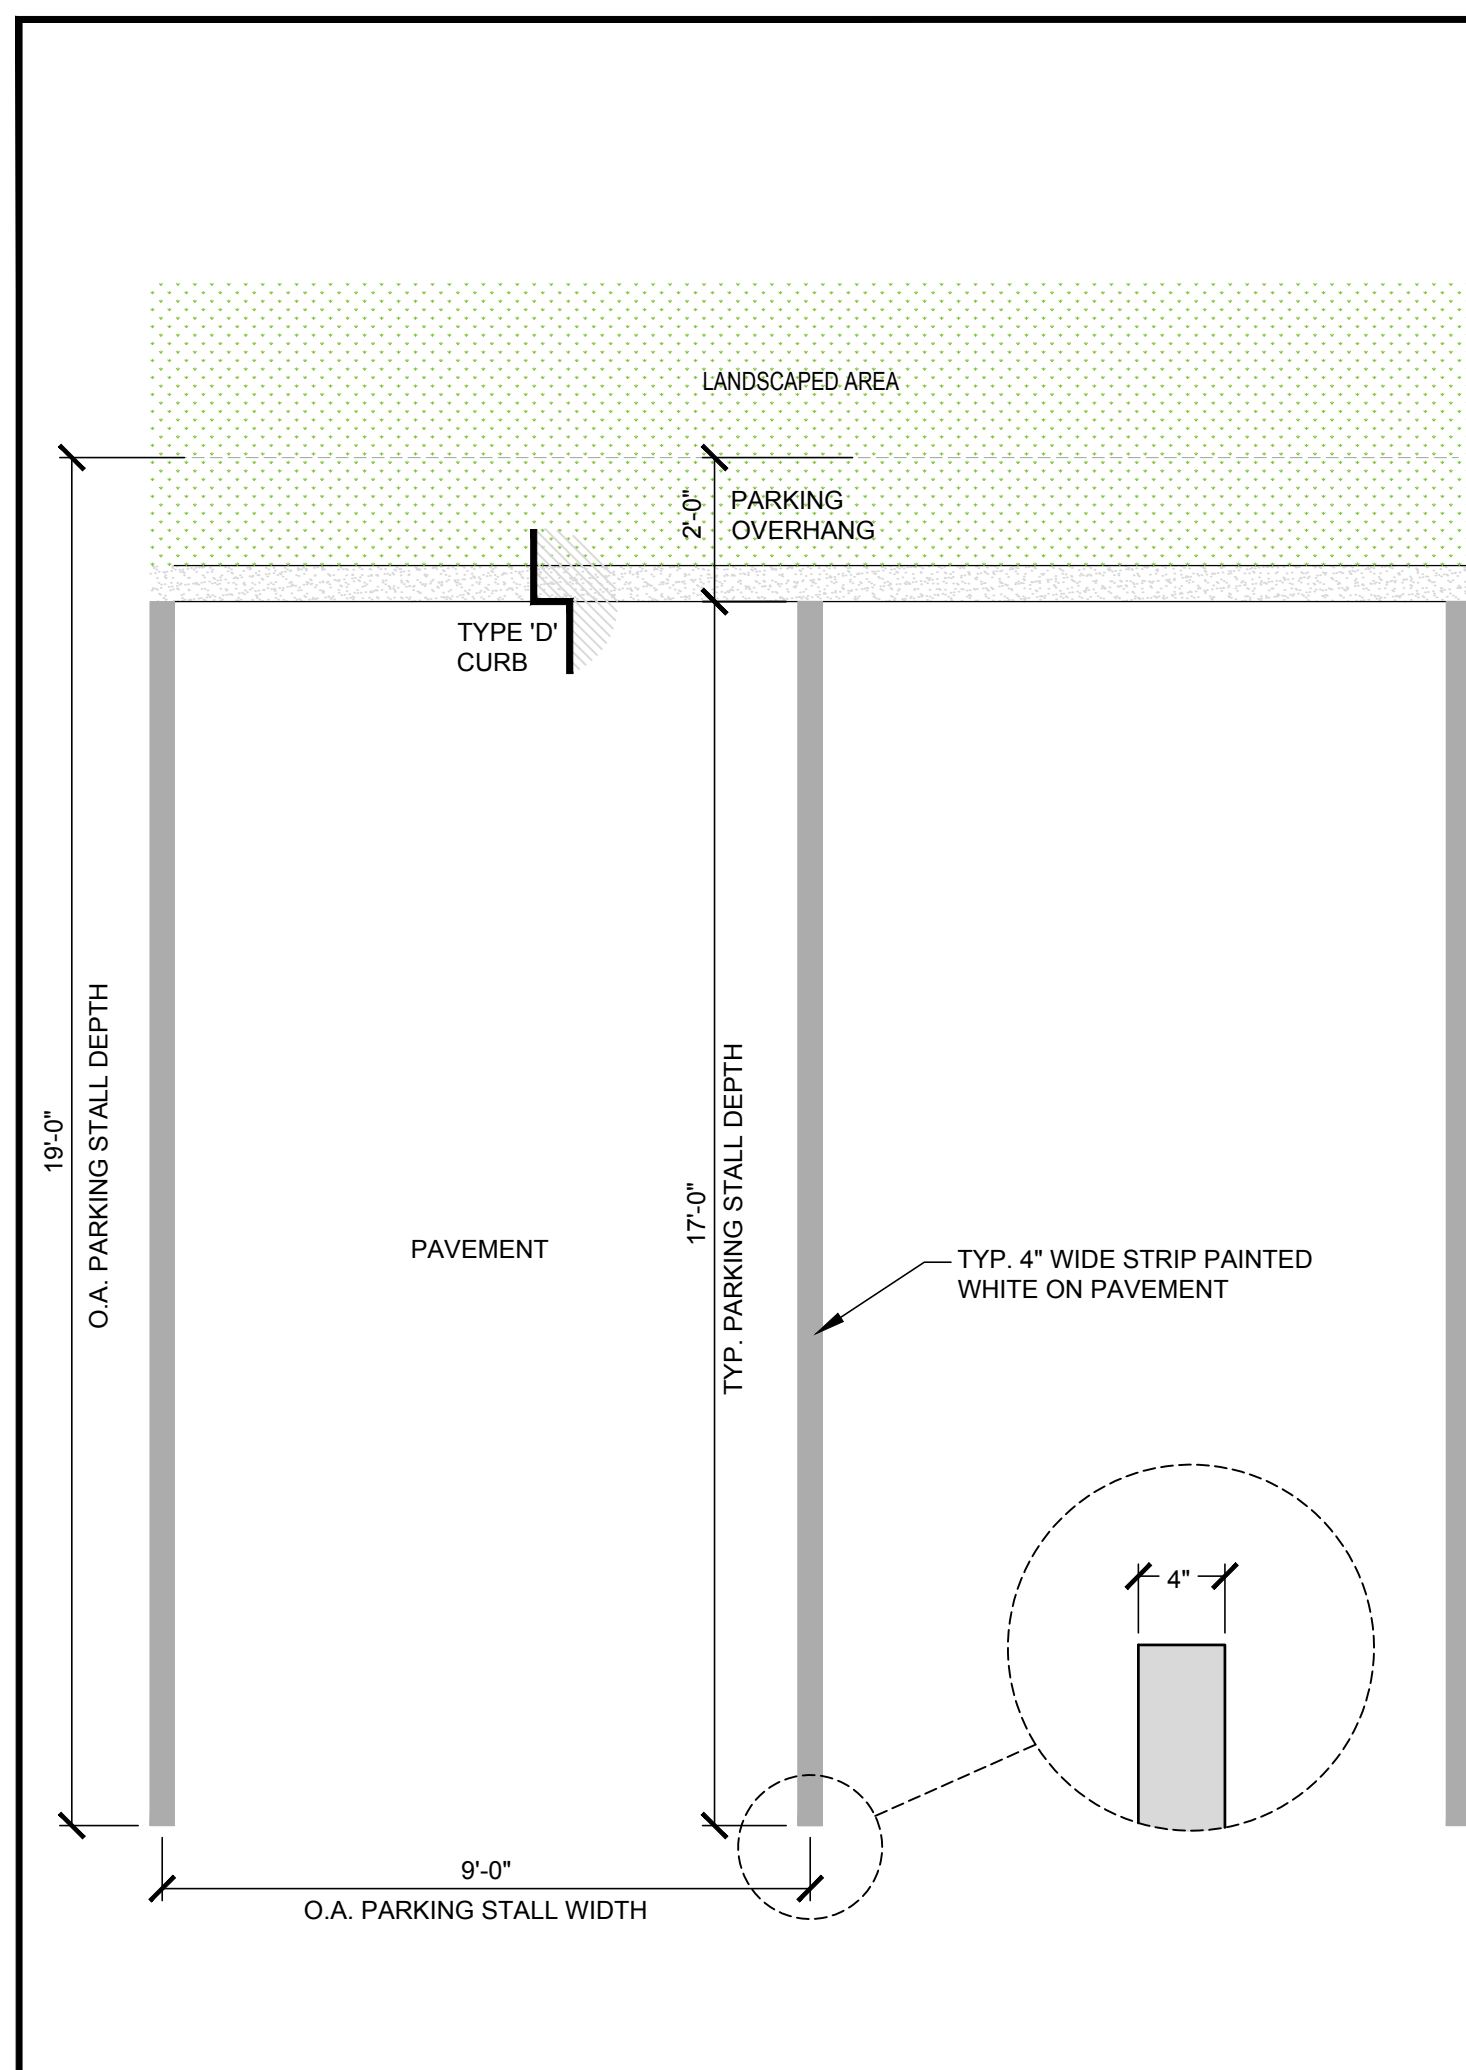 LANDSCAPED AREA
2'-0"
PARKING
OVERHANG
TYPE 'D'
CURB
19'-0"
O.A. PARKING STALL DEPTH
17'-0"
TYP. PARKING STALL DEPTH
PAVEMENT
TYP. 4" WIDE STRIP PAINTED
WHITE ON PAVEMENT
4"
9'-0"
O.A. PARKING STALL WIDTH